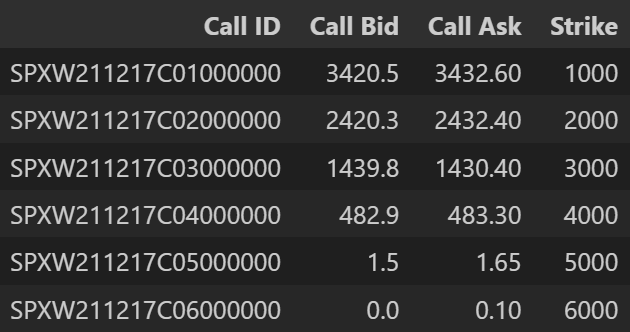 Call ID Call Bid Call Ask Strike
SPXW211217C01000000 3420.5 3432.60 1000
SPXW211217C02000000 2420.3 2432.40 2000
SPXW211217C03000000 1439.8 1430.40 3000
SPXW211217C04000000 482.9 483.30 4000
SPXW211217C05000000 1.5 1.65 5000
SPXW211217C06000000 0.0 0.10 6000